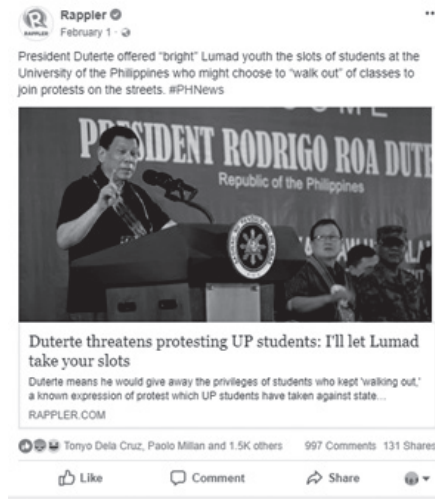 Rappler
RAPPLER
February 1 ·
President Duterte offered "bright" Lumad youth the slots of students at the
University of the Philippines who might choose to "walk out" of classes to
join protests on the streets. #PHNews
PRESIDENT RODRIGO ROA DUTE
Republic of the Philippines
Duterte threatens protesting UP students: I'll let Lumad
take your slots
Duterte means he would give away the privileges of students who kept 'walking out,'
a known expression of protest which UP students have taken against state...
RAPPLER.COM
Tonyo Dela Cruz, Paolo Millan and 1.5K others 997 Comments 131 Shares
Like Comment Share